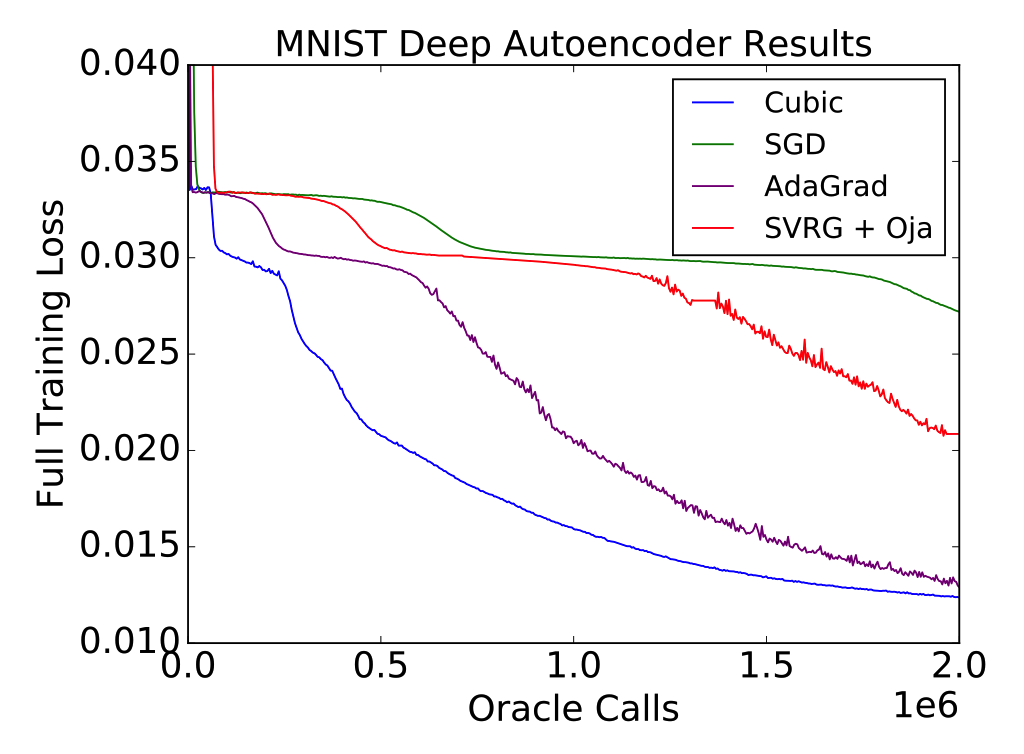 MNIST Deep Autoencoder Results
0.040
0.035
0.030
0.025
0.020
0.015
0.010
Full Training Loss
Cubic
SGD
AdaGrad
SVRG + Oja
0.0 0.5 1.0 1.5 2.0
Oracle Calls 1e6